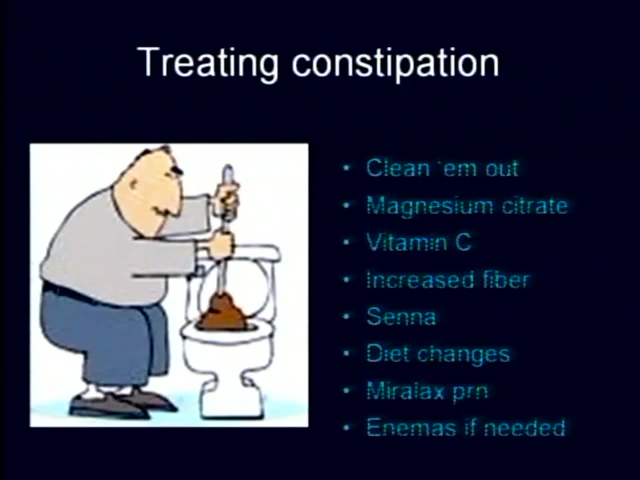 Treating constipation
• Clean 'em out
• Magnesium citrate
• Vitamin C
• Increased fiber
• Senna
• Diet changes
• Miralax prn
• Enemas if needed